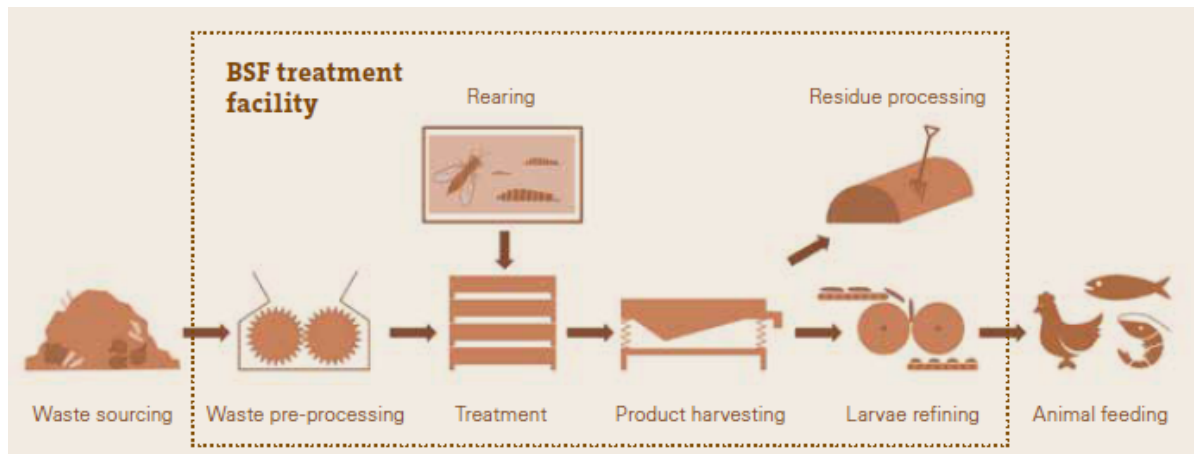 BSF treatment
facility
Rearing
Residue processing
Waste sourcing
Waste pre-processing
Treatment
Product harvesting
Larvae refining
Animal feeding